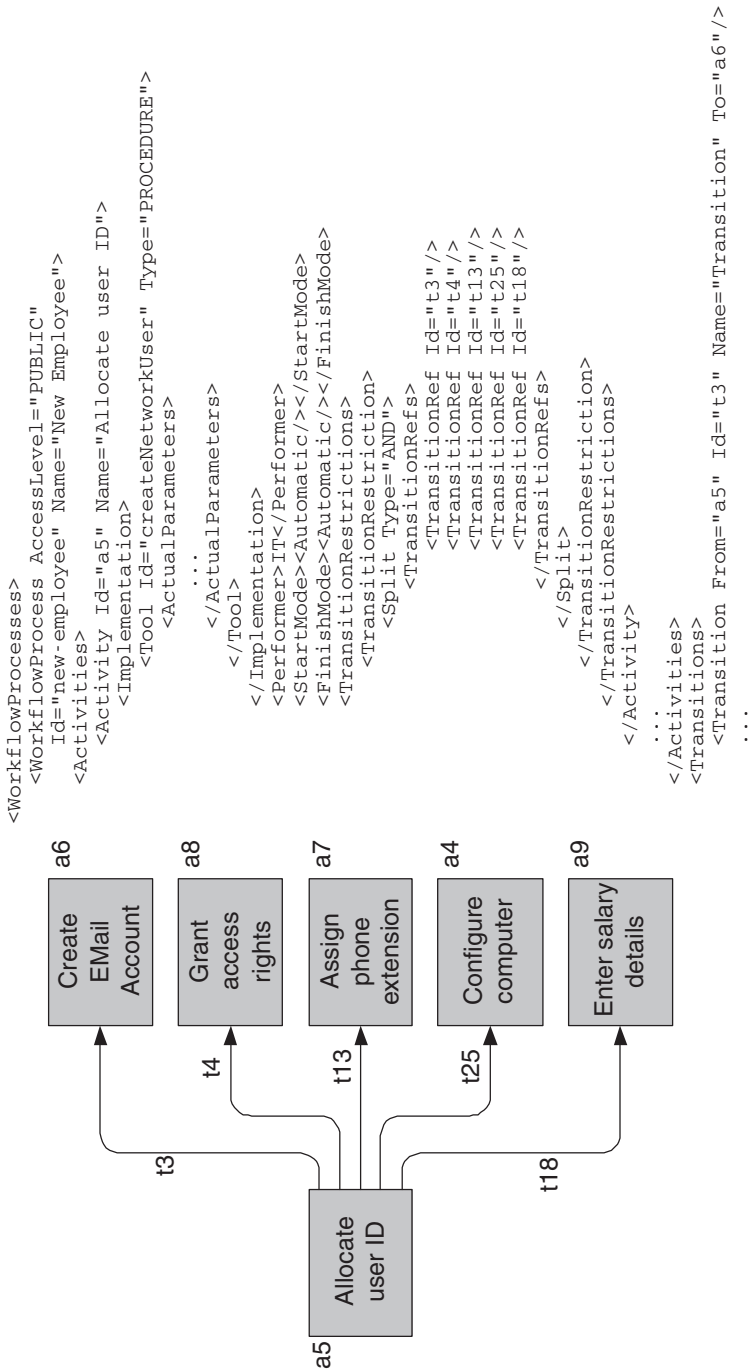 <WorkflowProcesses>
<WorkflowProcess AccessLevel="PUBLIC"
Id="new-employee" Name="New Employee">
<Activities>
<Activity Id="a5" Name="Allocate user ID">
<Implementation>
<Tool Id="createNetworkUser" Type="PROCEDURE">
<ActualParameters>
...
</ActualParameters>
</Tool>
</Implementation>
<Performer>IT</Performer>
<StartMode><Automatic/></StartMode>
<FinishMode><Automatic/></FinishMode>
<TransitionRestrictions>
<TransitionRestriction>
<Split Type="AND">
<TransitionRefs>
<TransitionRef Id="t3"/>
<TransitionRef Id="t4"/>
<TransitionRef Id="t13"/>
<TransitionRef Id="t25"/>
<TransitionRef Id="t18"/>
</TransitionRefs>
</Split>
</TransitionRestriction>
</TransitionRestrictions>
</Activity>
...
</Activities>
<Transitions>
<Transition From="a5" Id="t3" Name="Transition" To="a6"/>
...
a5
Allocate
user ID
t3
t4
t13
t25
t18
Create
EMail
Account
a6
Grant
access
rights
a8
Assign
phone
extension
a7
Configure
computer
a4
Enter salary
details
a9